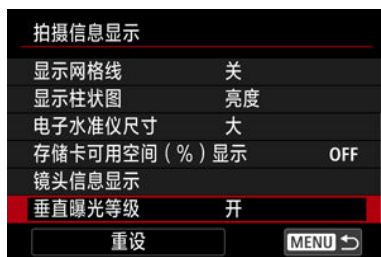 拍摄信息显示
显示网格线 关
显示柱状图 亮度
电子水准仪尺寸 大
存储卡可用空间（%）显示 OFF
镜头信息显示
垂直曝光等级 开
重设 MENU